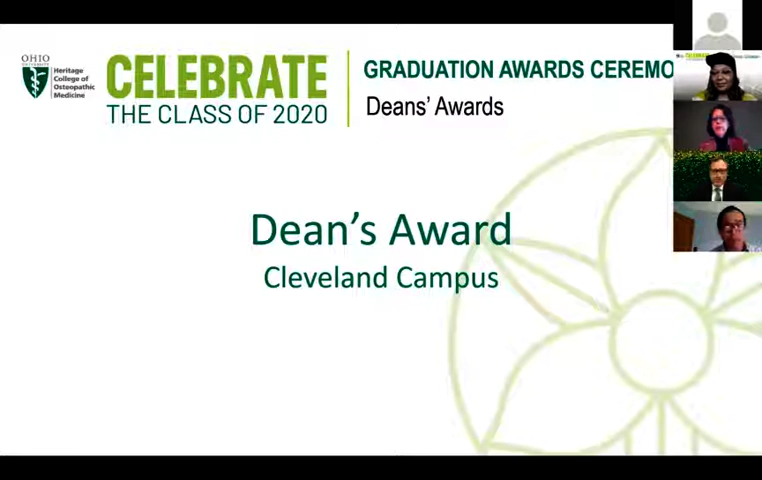 OHIO
UNIVERSITY
Heritage
College of
Osteopathic
Medicine
CELEBRATE
THE CLASS OF 2020
GRADUATION AWARDS CEREMO
Deans' Awards
Dean's Award
Cleveland Campus